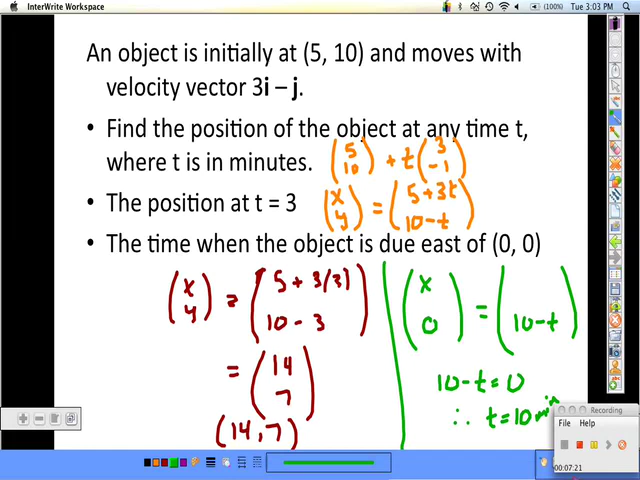 InterWrite Workspace
(100%) Tue 3:03 PM
An object is initially at (5, 10) and moves with
velocity vector 3i – j.
• Find the position of the object at any time t,
where t is in minutes. (5 10) + t(3 -1)
• The position at t = 3 (x y) = (5+3t 10-t)
• The time when the object is due east of (0, 0)
(x y) = (5+3(3) 10-3)
= (14 7)
(14, 7)
(x 0) = ( 10-t)
10-t=0
∴ t=10 min
Recording
File Help
00:07:21